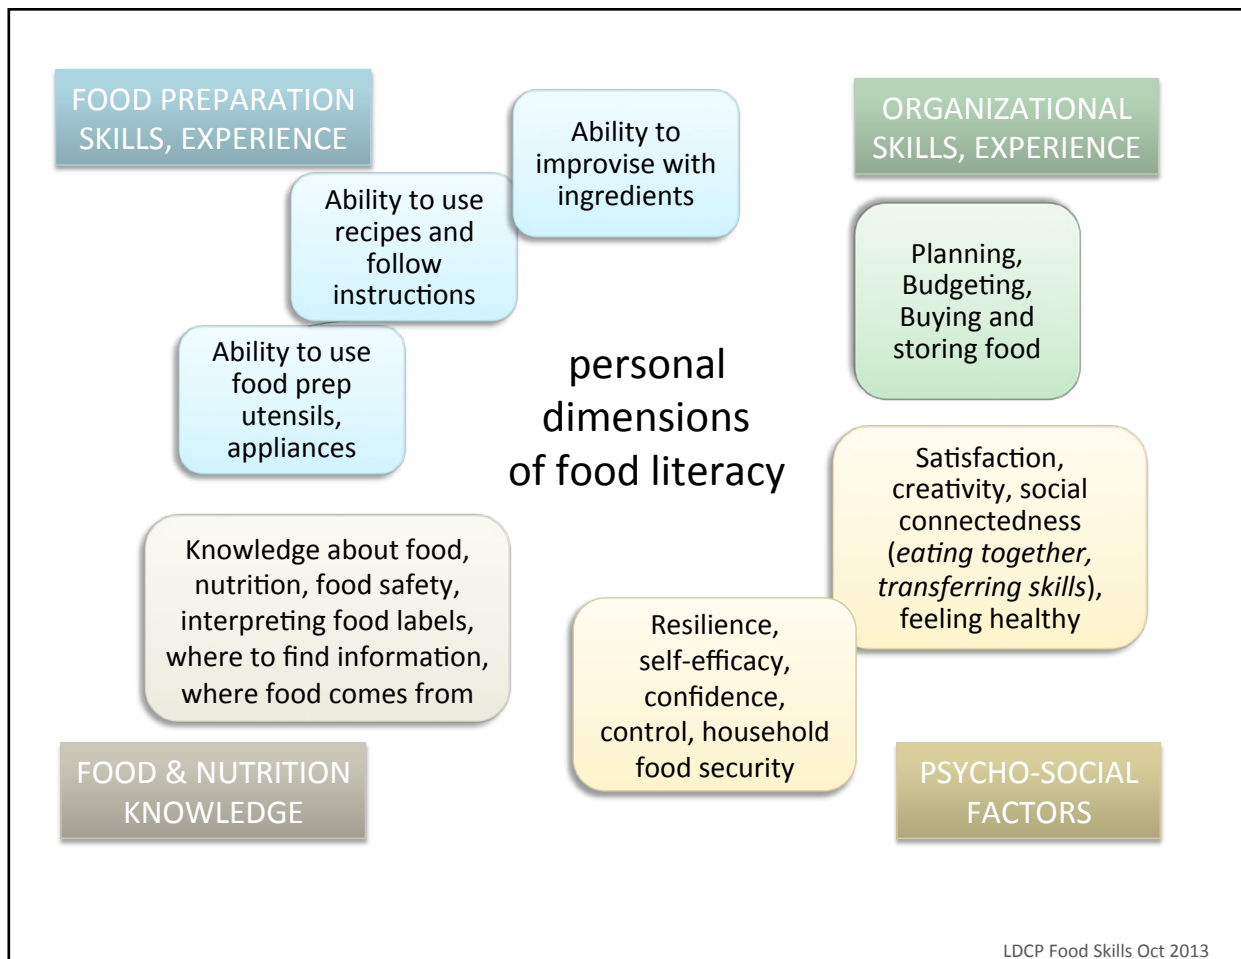 FOOD PREPARATION
SKILLS, EXPERIENCE
Ability to
improvise with
ingredients
Ability to use
recipes and
follow
instructions
Ability to use
food prep
utensils,
appliances
ORGANIZATIONAL
SKILLS, EXPERIENCE
Planning,
Budgeting,
Buying and
storing food
personal
dimensions
of food literacy
Satisfaction,
creativity, social
connectedness
(eating together,
transferring skills),
feeling healthy
Knowledge about food,
nutrition, food safety,
interpreting food labels,
where to find information,
where food comes from
Resilience,
self-efficacy,
confidence,
control, household
food security
FOOD & NUTRITION
KNOWLEDGE
PSYCHO-SOCIAL
FACTORS
LDCP Food Skills Oct 2013